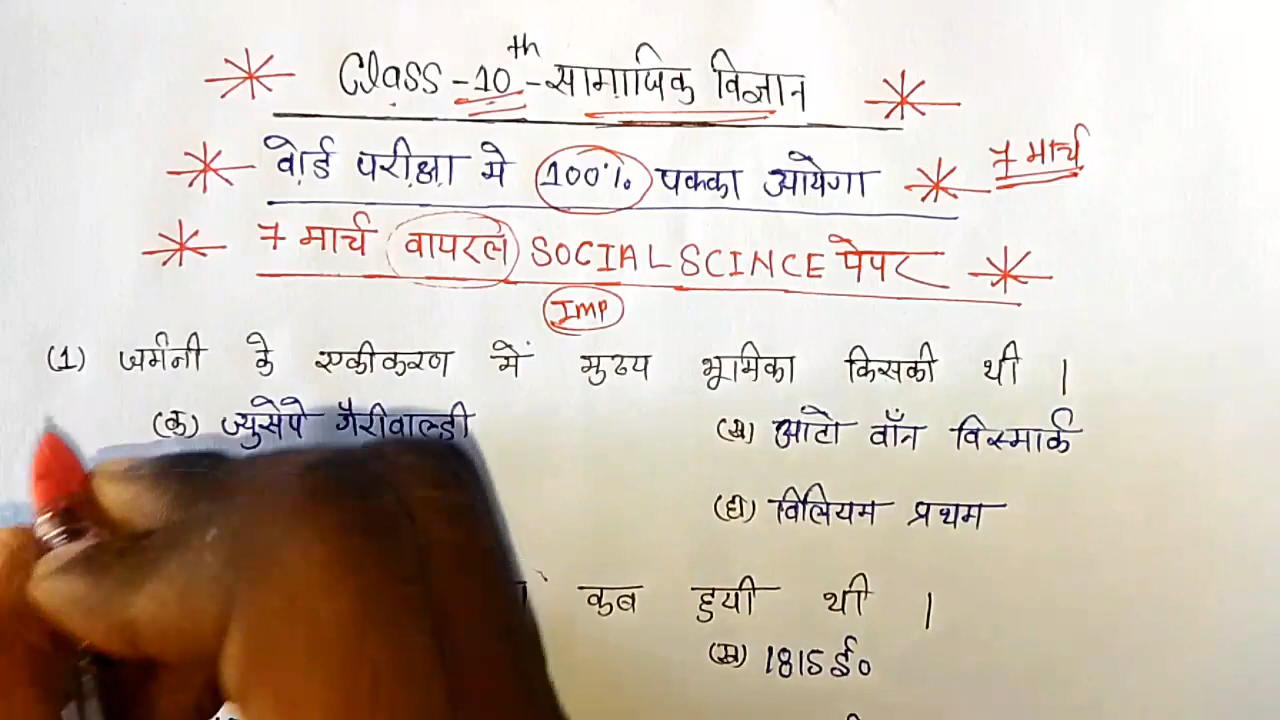 Class-10th-सामाजिक विज्ञान
वोर्ड परीक्षा मे 100% पक्का आयेगा
7 मार्च
7 मार्च वायरल SOCIAL SCINCE पेपर
IMP
(1) जर्मनी के एकीकरण में मुख्य भूमिका किसकी थी |
(क) ज्युसेपे गैरीवाल्डी (ख) आटो वॉन विस्मार्क
(घ) विलियम प्रथम
कब हुयी थी |
(ख) 1815 ई०